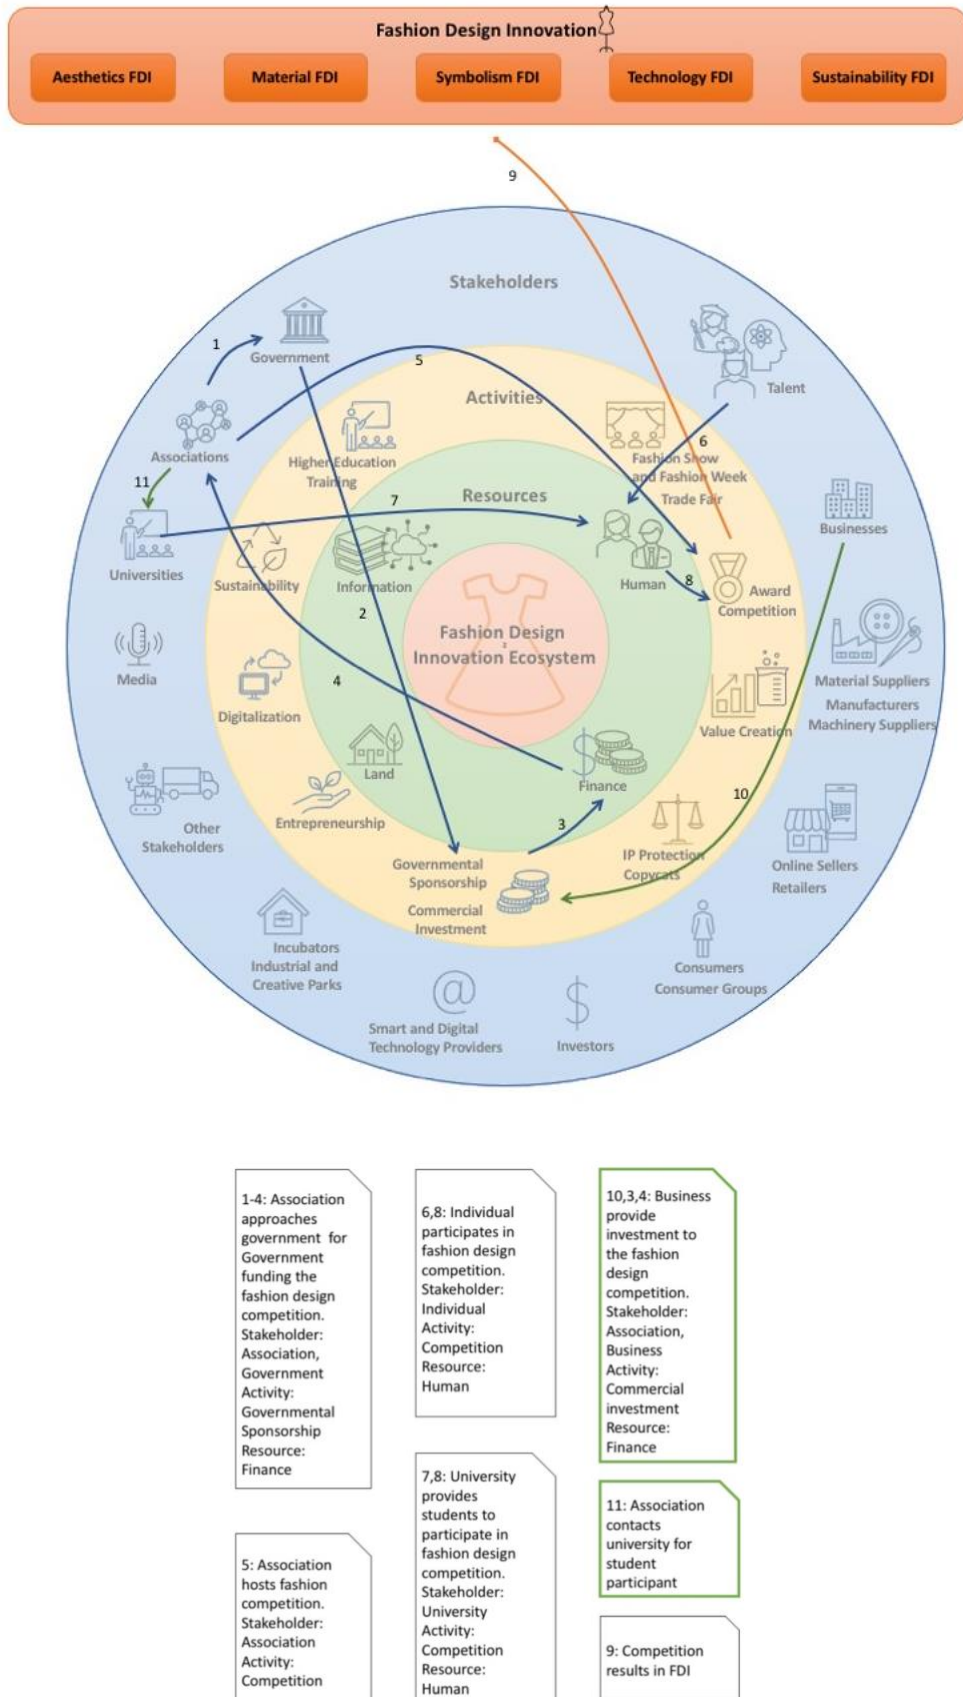 Fashion Design Innovation
Aesthetics FDI
Material FDI
Symbolism FDI
Technology FDI
Sustainability FDI
9
Stakeholders
1
Government
5
Talent
Activities
6
Associations
Higher Education
Training
Fashion Show
and Fashion Week
Trade Fair
11
7
Resources
Businesses
Universities
Sustainability
Information
Human
8
Award
Competition
2
Fashion Design
Innovation Ecosystem
Media
4
Digitalization
Material Suppliers
Manufacturers
Machinery Suppliers
Value Creation
Land
$
Finance
10
Entrepreneurship
3
Other
Stakeholders
Governmental
Sponsorship
IP Protection
Copycats
Online Sellers
Retailers
Commercial
Investment
Incubators
Industrial and
Creative Parks
Consumers
Consumer Groups
@
$
Smart and Digital
Technology Providers
Investors
1-4: Association
approaches
government for
Government
funding the
fashion design
competition.
Stakeholder:
Association,
Government
Activity:
Governmental
Sponsorship
Resource:
Finance
5: Association
hosts fashion
competition.
Stakeholder:
Association
Activity:
Competition
6,8: Individual
participates in
fashion design
competition.
Stakeholder:
Individual
Activity:
Competition
Resource:
Human
7,8: University
provides
students to
participate in
fashion design
competition.
Stakeholder:
University
Activity:
Competition
Resource:
Human
10,3,4: Business
provide
investment to
the fashion
design
competition.
Stakeholder:
Association,
Business
Activity:
Commercial
investment
Resource:
Finance
11: Association
contacts
university for
student
participant
9: Competition
results in FDI